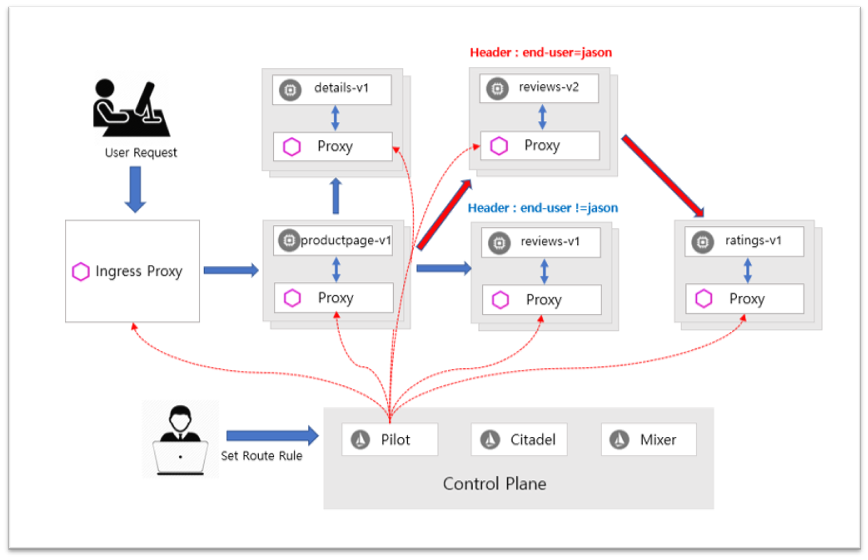 Header : end-user=jason
details-v1
reviews-v2
Proxy
Proxy
User Request
Header : end-user !=jason
productpage-v1
reviews-v1
ratings-v1
Ingress Proxy
Proxy
Proxy
Proxy
Set Route Rule
Pilot
Citadel
Mixer
Control Plane